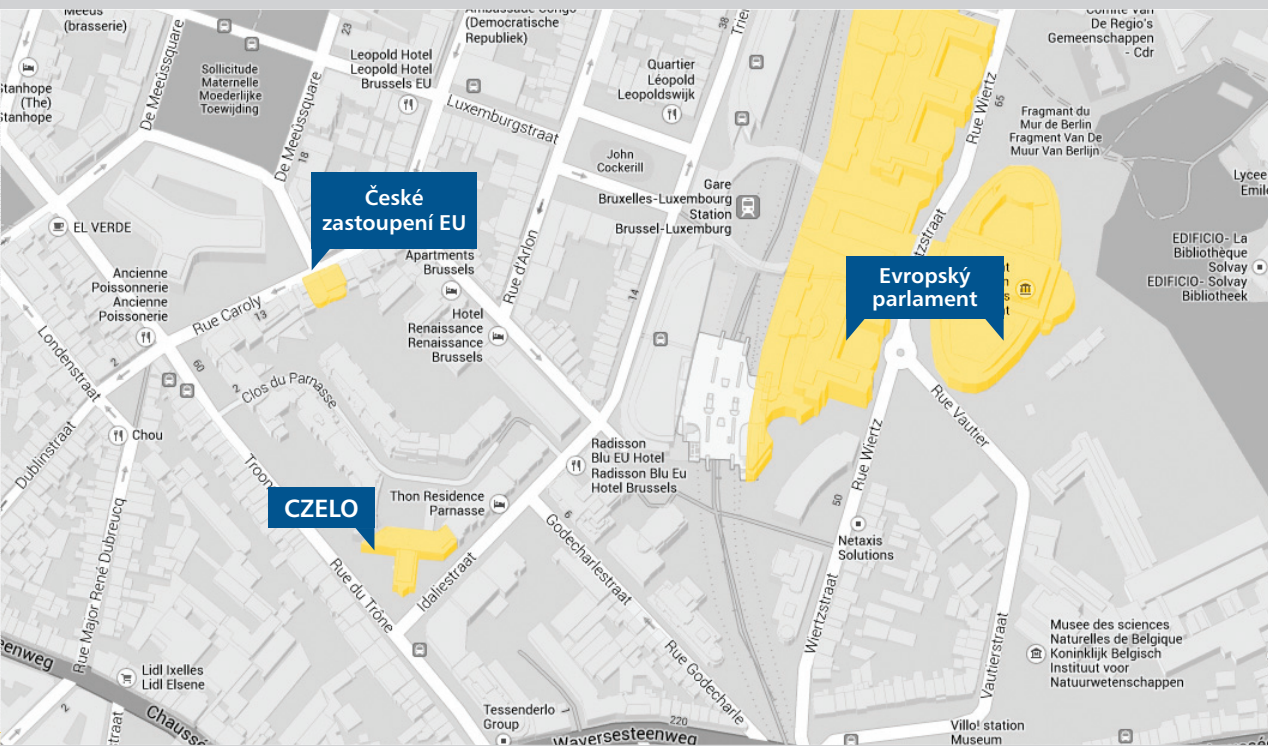 Meeus
(brasserie)
Ambassade Congo
(Democratische
Republiek)
Comité Van
De Regio's
Gemeenschappen
- Cdr
De Meeûssquare
23
38
Stanhope
(The)
Stanhope
Sollicitude
Maternelle
Moederlijke
Toewijding
Leopold Hotel
Leopold Hotel
Brussels EU
Quartier
Léopold
Leopoldswijk
Luxemburgstraat
Rue Wiertz
65
Fragment du
Mur de Berlin
Fragment Van De
Muur Van Berlijn
De Meeûssquare
18
John
Cockerill
Lycee
České
zastoupení EU
Gare
Bruxelles-Luxembourg
Station
Brussel-Luxemburg
EL VERDE
EDIFICIO- La
Bibliothèque
Solvay
EDIFICIO- Solvay
Bibliotheek
Apartments
Brussels
Rue d'Arlon
Evropský
parlament
Ancienne
Poissonnerie
Ancienne
Poissonerie
Rue Caroly
13
14
Hotel
Renaissance
Renaissance
Brussels
Londenstraat
2
60
2
Clos du Parnasse
Rue Vautier
Chou
Dublinstraat
Rue Wiertz
Radisson
Blu EU Hotel
Radisson Blu Eu
Hotel Brussels
CZELO
Thon Residence
Parnasse
50
6
Godecharlestraat
Netaxis
Solutions
Rue Major René Dubreucq
Rue du Trône
Idaliestraat
Wiertzstraat
Vautierstraat
Musee des sciences
Naturelles de Belgique
Koninklijk Belgisch
Instituut voor
Natuurwetenschappen
Rue Godecharle
Lidl Ixelles
Lidl Elsene
2
Tessenderlo
Group
1
220
Waversesteenweg
Villo! station
Museum